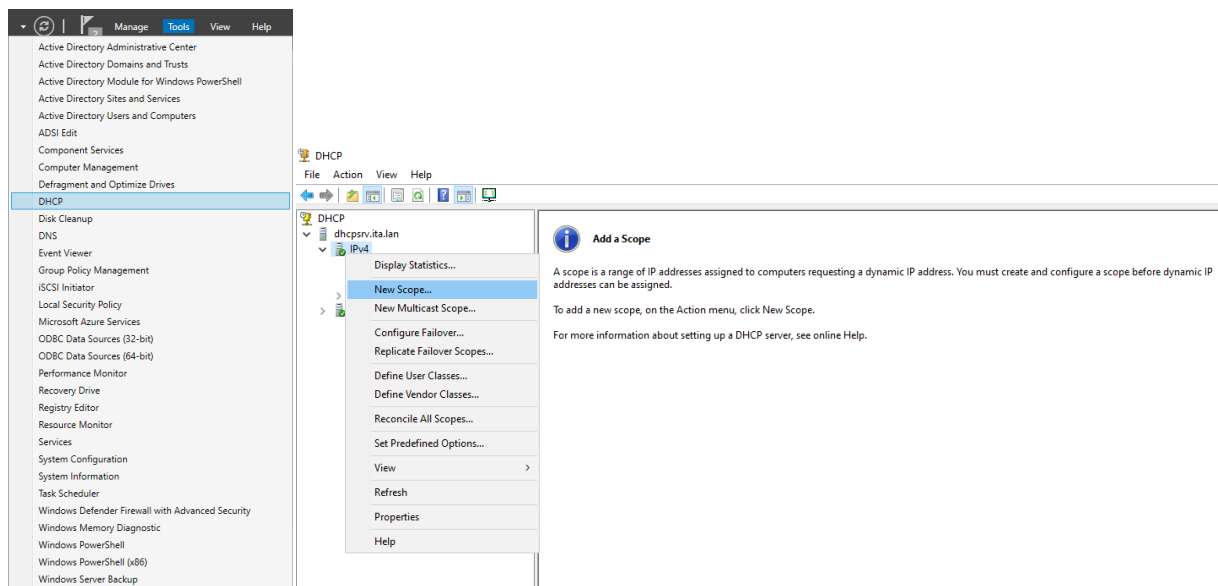 Manage Tools View Help
2
Active Directory Administrative Center
Active Directory Domains and Trusts
Active Directory Module for Windows PowerShell
Active Directory Sites and Services
Active Directory Users and Computers
ADSI Edit
Component Services
Computer Management
Defragment and Optimize Drives
DHCP
Disk Cleanup
DNS
Event Viewer
Group Policy Management
iSCSI Initiator
Local Security Policy
Microsoft Azure Services
ODBC Data Sources (32-bit)
ODBC Data Sources (64-bit)
Performance Monitor
Recovery Drive
Registry Editor
Resource Monitor
Services
System Configuration
System Information
Task Scheduler
Windows Defender Firewall with Advanced Security
Windows Memory Diagnostic
Windows PowerShell
Windows PowerShell (x86)
Windows Server Backup
DHCP
File Action View Help
DHCP
dhcpsrv.ita.lan
IPv4
Display Statistics...
New Scope...
New Multicast Scope...
Configure Failover...
Replicate Failover Scopes...
Define User Classes...
Define Vendor Classes...
Reconcile All Scopes...
Set Predefined Options...
View
Refresh
Properties
Help
Add a Scope
A scope is a range of IP addresses assigned to computers requesting a dynamic IP address. You must create and configure a scope before dynamic IP
addresses can be assigned.
To add a new scope, on the Action menu, click New Scope.
For more information about setting up a DHCP server, see online Help.